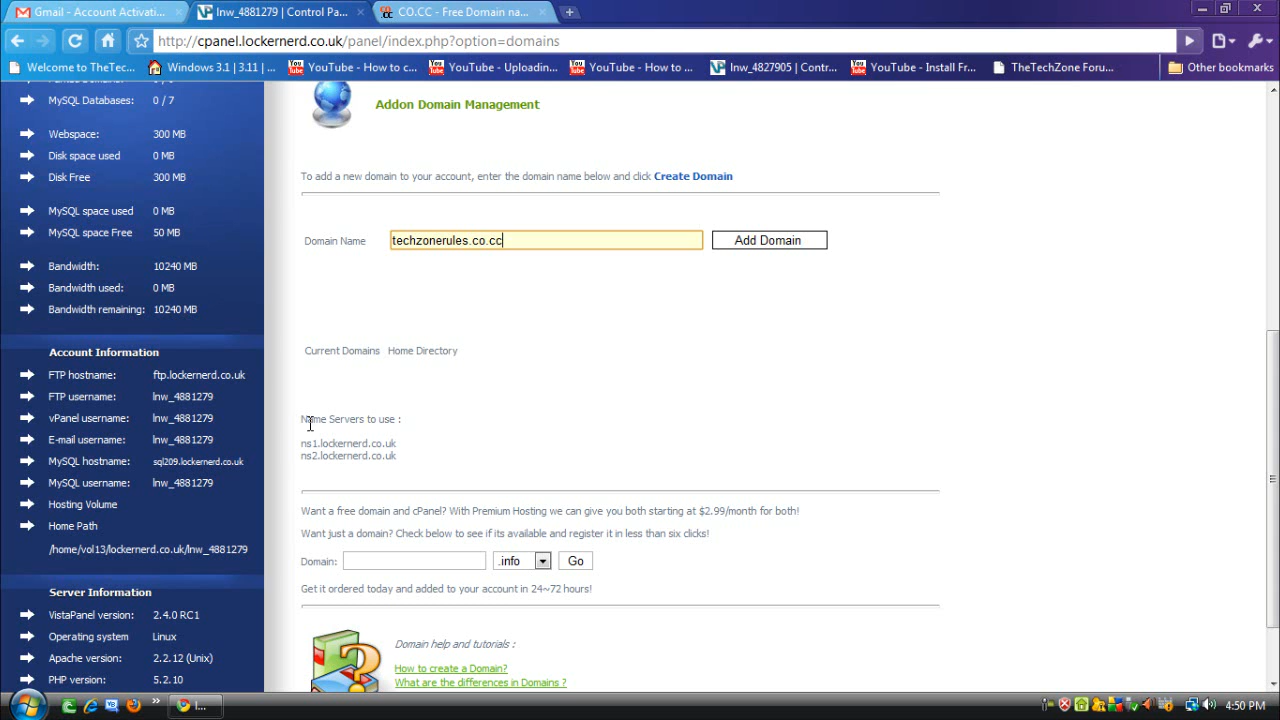 Gmail - Account Activati...
lnw_4881279 | Control Pa...
CO.CC - Free Domain na...
http://cpanel.lockernerd.co.uk/panel/index.php?option=domains
Welcome to TheTec...
Windows 3.1 | 3.11 | ...
YouTube - How to c...
YouTube - Uploadin...
YouTube - How to ...
lnw_4827905 | Contr...
YouTube - Install Fr...
TheTechZone Foru...
Other bookmarks
MySQL Databases: 0 / 7
Webspace: 300 MB
Disk space used 0 MB
Disk Free 300 MB
MySQL space used 0 MB
MySQL space Free 50 MB
Bandwidth: 10240 MB
Bandwidth used: 0 MB
Bandwidth remaining: 10240 MB
Account Information
FTP hostname: ftp.lockernerd.co.uk
FTP username: lnw_4881279
vPanel username: lnw_4881279
E-mail username: lnw_4881279
MySQL hostname: sql209.lockernerd.co.uk
MySQL username: lnw_4881279
Hosting Volume
Home Path
/home/vol13/lockernerd.co.uk/lnw_4881279
Server Information
VistaPanel version: 2.4.0 RC1
Operating system Linux
Apache version: 2.2.12 (Unix)
PHP version: 5.2.10
Addon Domain Management
To add a new domain to your account, enter the domain name below and click Create Domain
Domain Name techzonerules.co.cc Add Domain
Current Domains Home Directory
Name Servers to use :
ns1.lockernerd.co.uk
ns2.lockernerd.co.uk
Want a free domain and cPanel? With Premium Hosting we can give you both starting at $2.99/month for both!
Want just a domain? Check below to see if its available and register it in less than six clicks!
Domain: .info Go
Get it ordered today and added to your account in 24~72 hours!
Domain help and tutorials :
How to create a Domain?
What are the differences in Domains ?
l...
4:50 PM